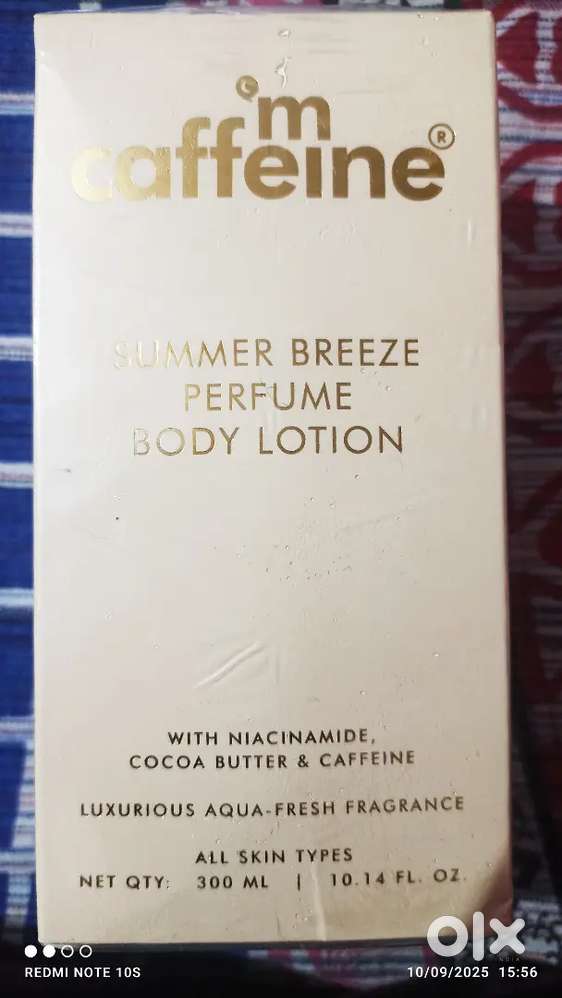 'm
caffeine®
SUMMER BREEZE
PERFUME
BODY LOTION
WITH NIACINAMIDE,
COCOA BUTTER & CAFFEINE
LUXURIOUS AQUA-FRESH FRAGRANCE
ALL SKIN TYPES
NET QTY: 300 ML | 10.14 FL. OZ.
olx
INDIA
REDMI NOTE 10S
10/09/2025 15:56